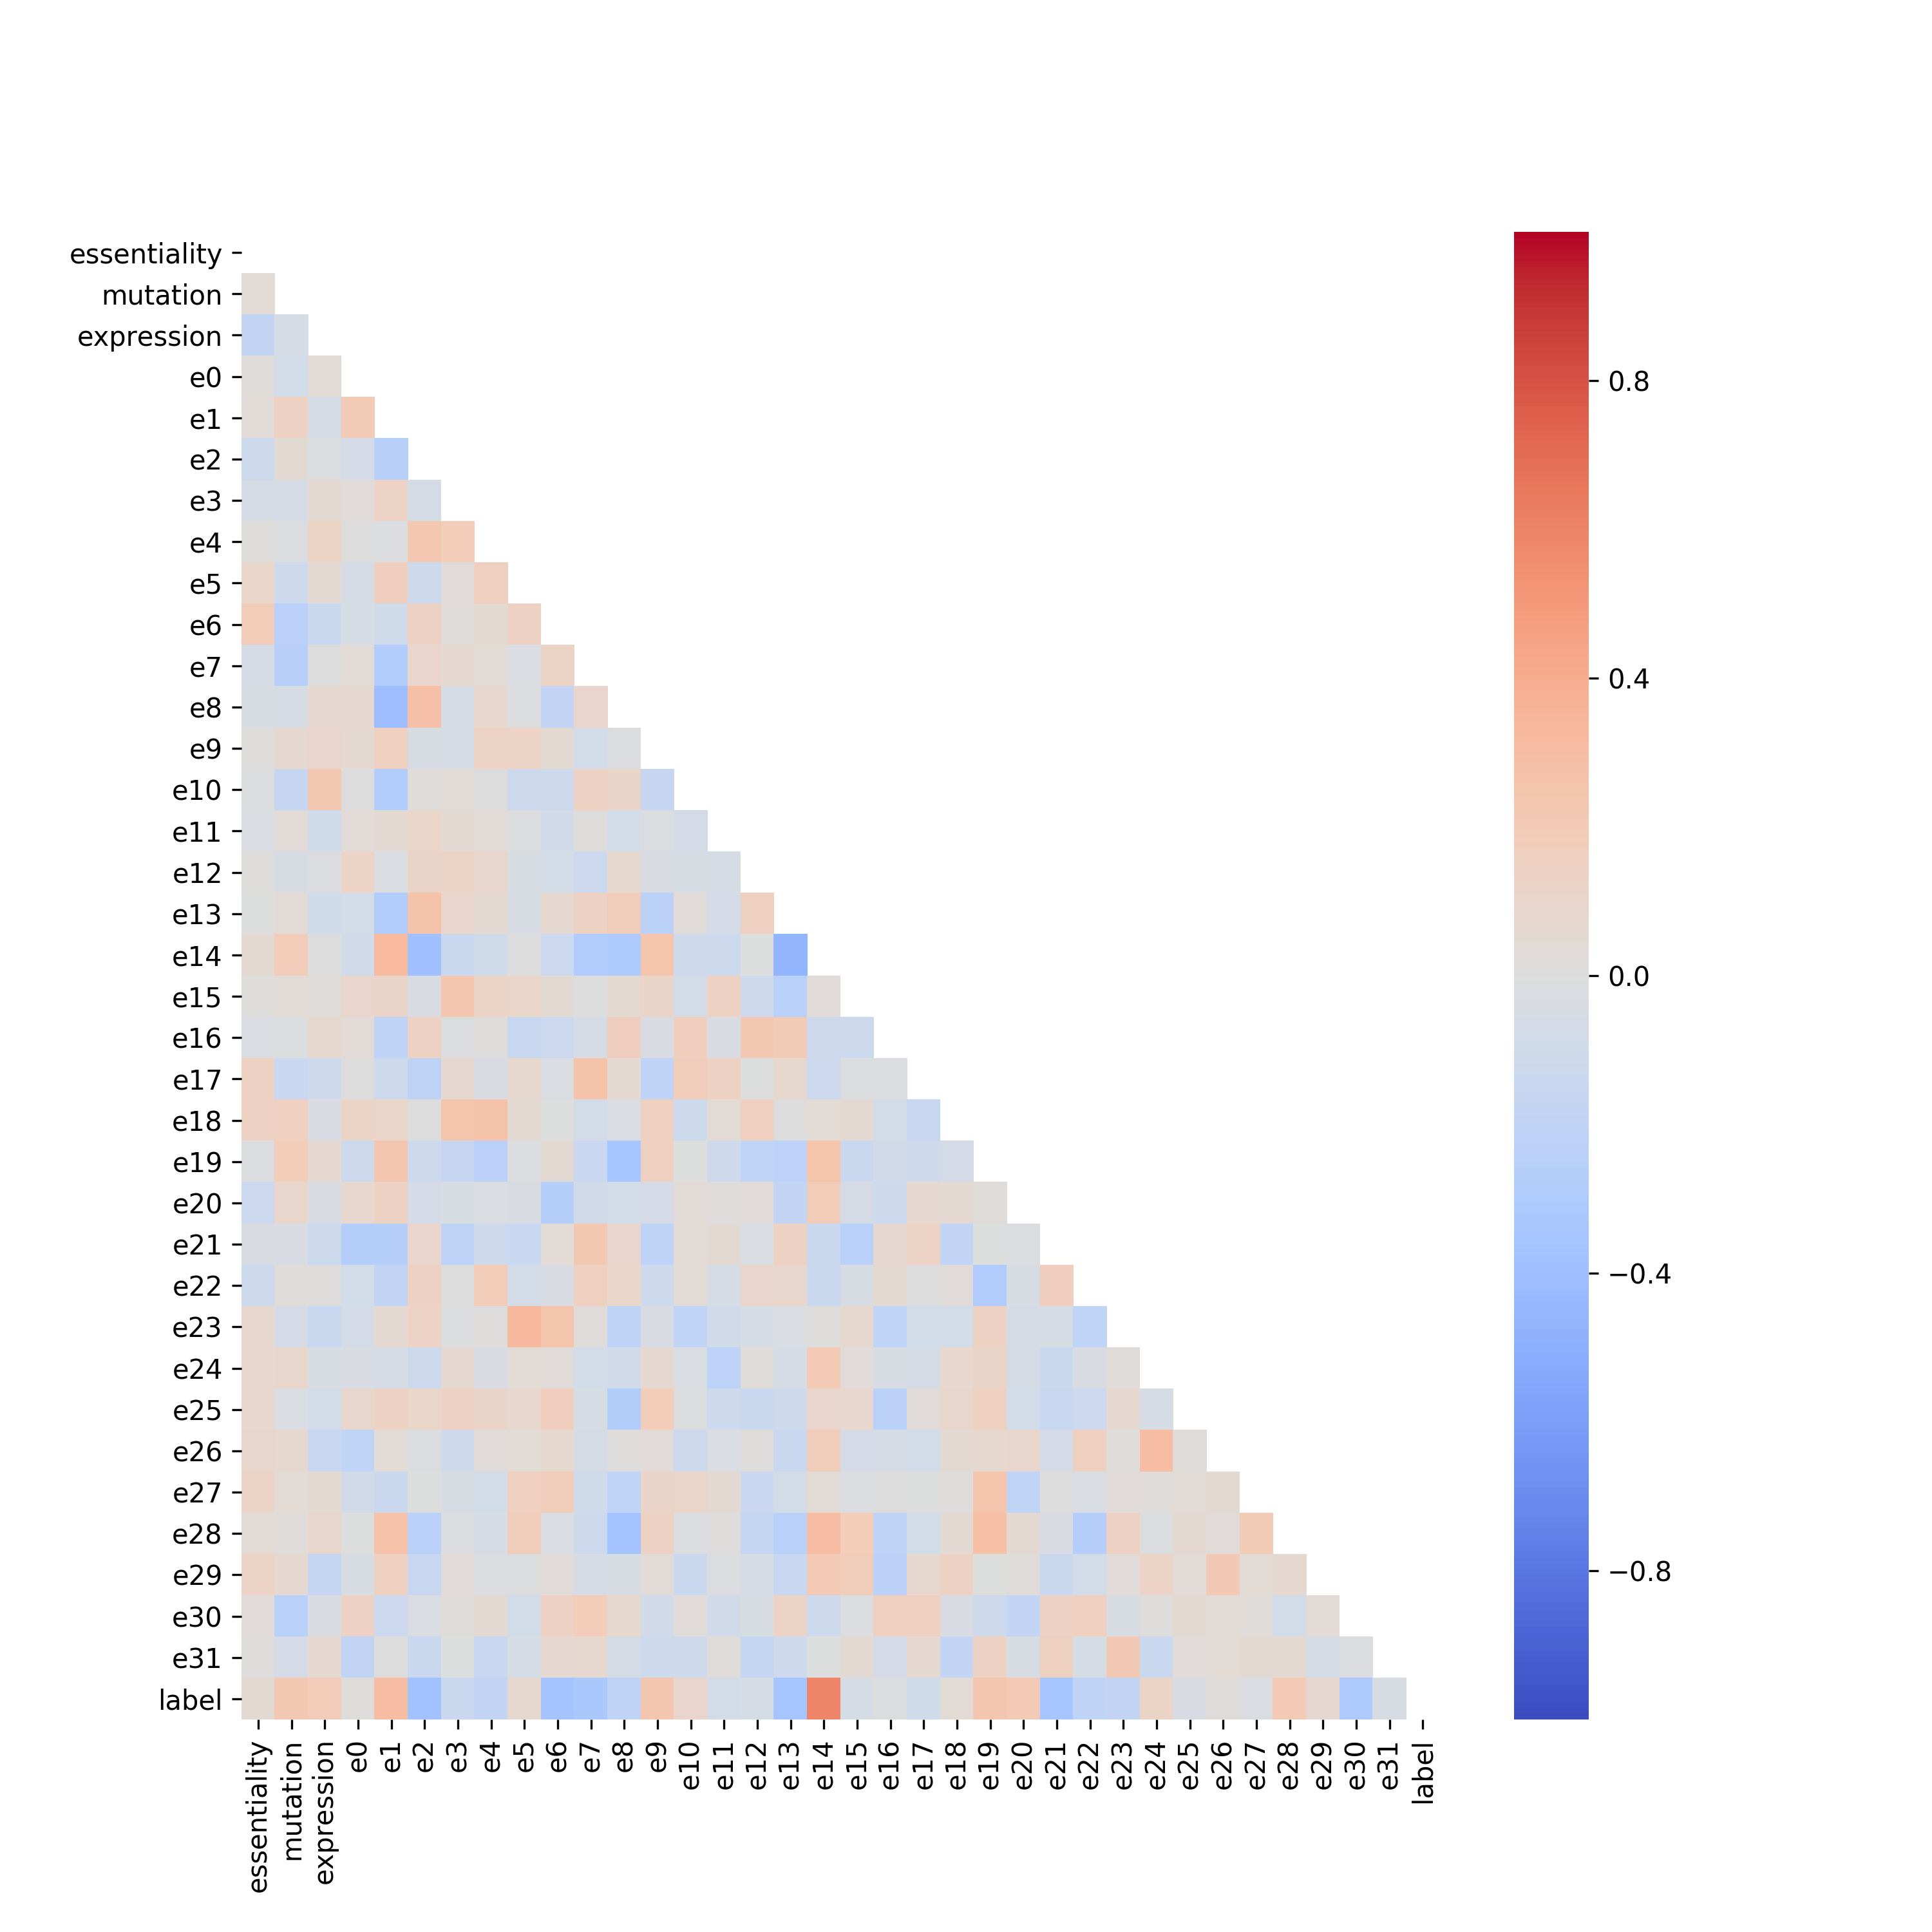 essentiality
mutation
expression
e0
e1
e2
e3
e4
e5
e6
e7
e8
e9
e10
e11
e12
e13
e14
e15
e16
e17
e18
e19
e20
e21
e22
e23
e24
e25
e26
e27
e28
e29
e30
e31
label
essentiality
mutation
expression
e0
e1
e2
e3
e4
e5
e6
e7
e8
e9
e10
e11
e12
e13
e14
e15
e16
e17
e18
e19
e20
e21
e22
e23
e24
e25
e26
e27
e28
e29
e30
e31
label
0.8
0.4
0.0
−0.4
−0.8